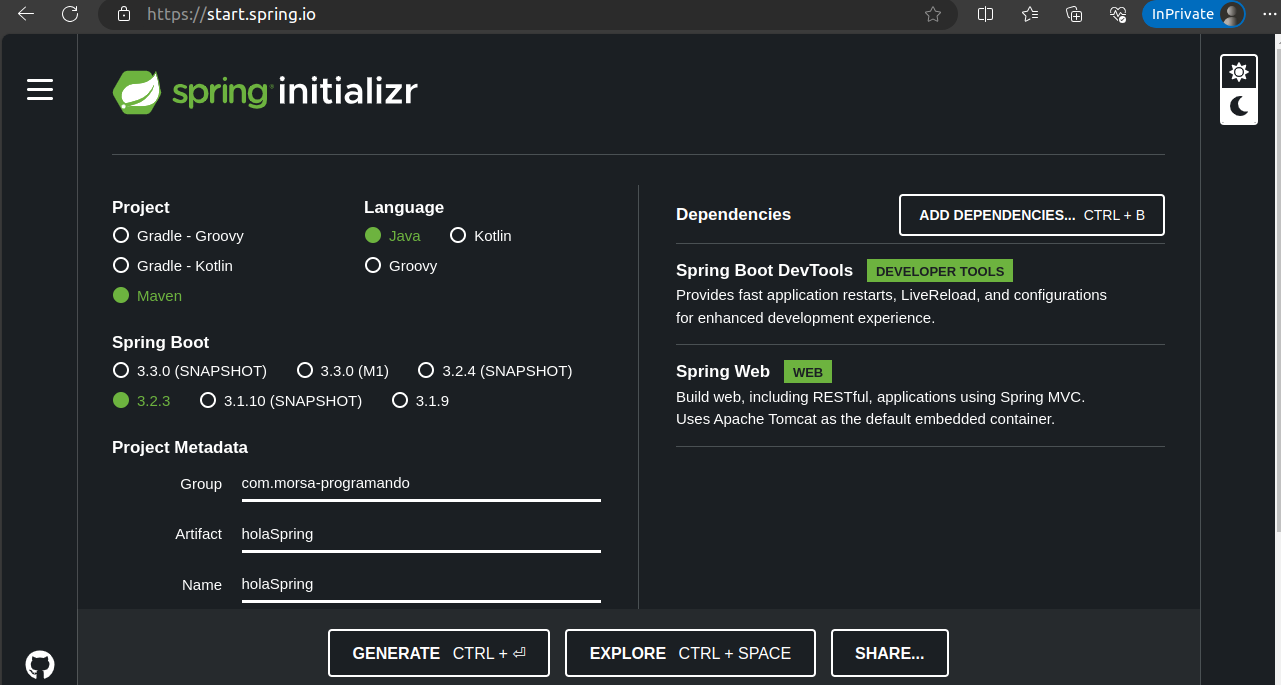 https://start.spring.io
InPrivate
spring initializr
Project
Gradle - Groovy
Gradle - Kotlin
Maven
Language
Java Kotlin
Groovy
Spring Boot
3.3.0 (SNAPSHOT) 3.3.0 (M1) 3.2.4 (SNAPSHOT)
3.2.3 3.1.10 (SNAPSHOT) 3.1.9
Project Metadata
Group com.morsa-programando
Artifact holaSpring
Name holaSpring
Dependencies
ADD DEPENDENCIES... CTRL + B
Spring Boot DevTools DEVELOPER TOOLS
Provides fast application restarts, LiveReload, and configurations
for enhanced development experience.
Spring Web WEB
Build web, including RESTful, applications using Spring MVC.
Uses Apache Tomcat as the default embedded container.
GENERATE CTRL + ⏎
EXPLORE CTRL + SPACE
SHARE...